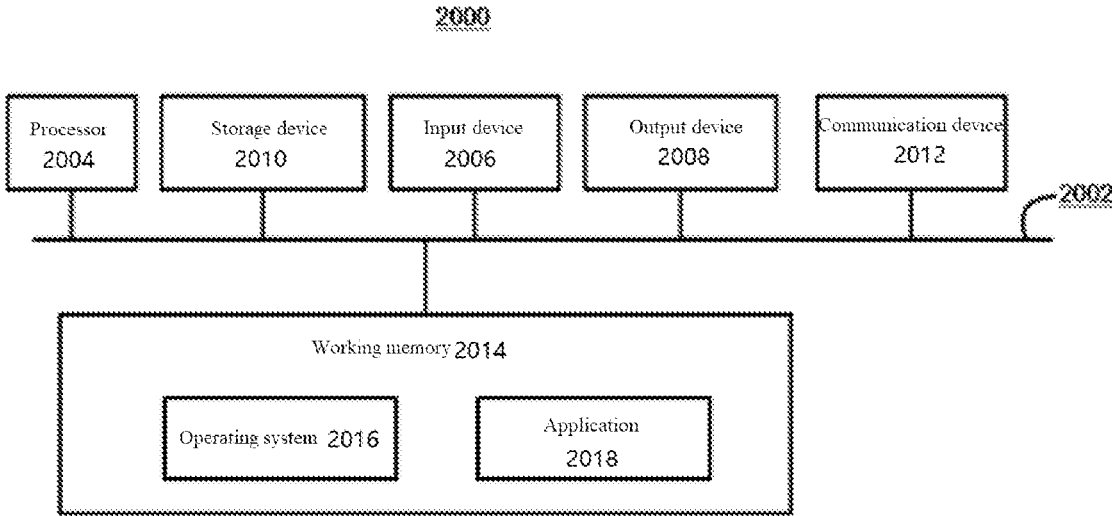 2000
Processor
2004
Storage device
2010
Input device
2006
Output device
2008
Communication device
2012
2002
Working memory 2014
Operating system 2016
Application
2018